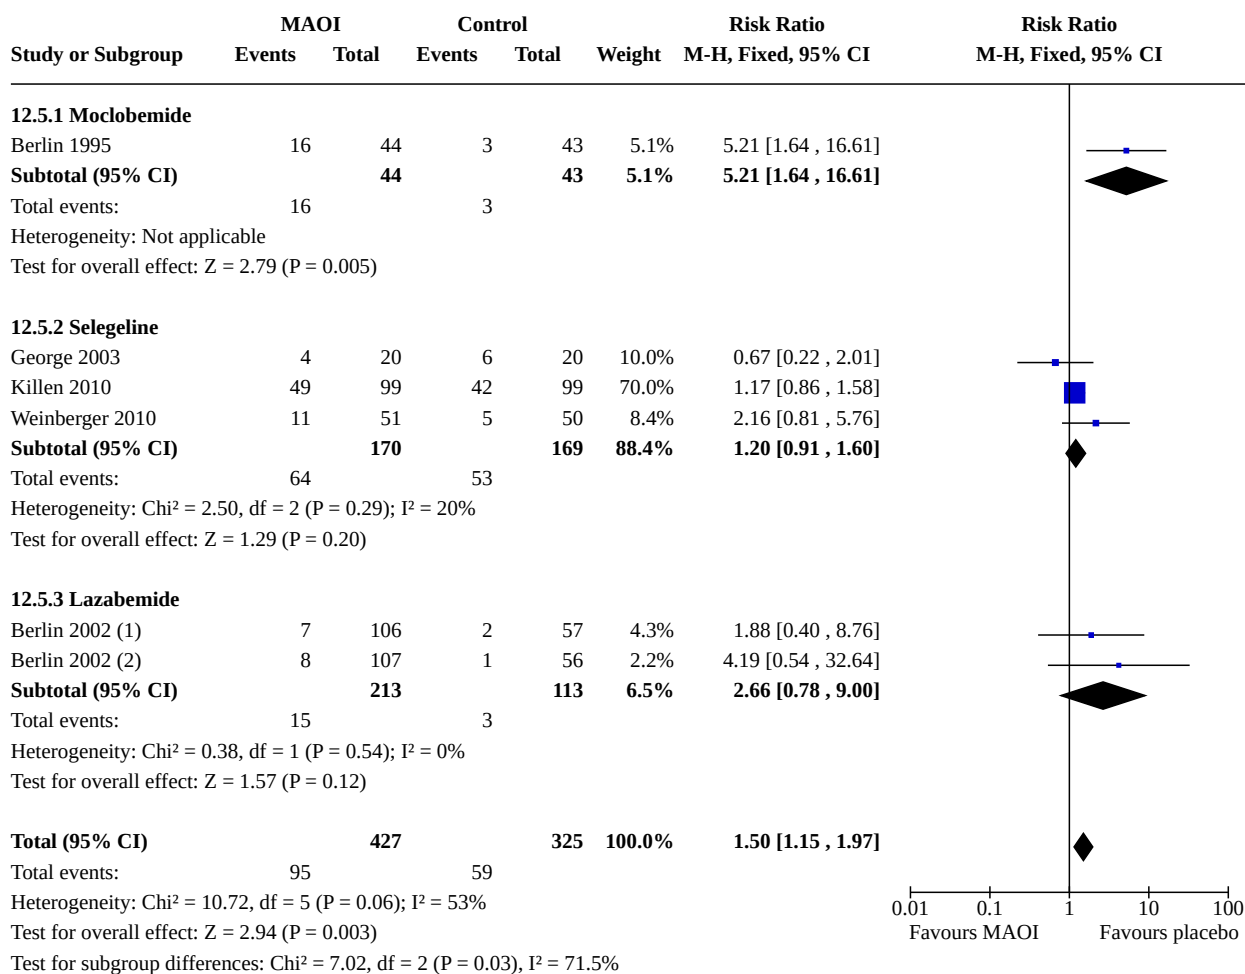 MAOI Control Risk Ratio Risk Ratio
Study or Subgroup Events Total Events Total Weight M-H, Fixed, 95% CI M-H, Fixed, 95% CI
12.5.1 Moclobemide
Berlin 1995 16 44 3 43 5.1% 5.21 [1.64 , 16.61]
Subtotal (95% CI) 44 43 5.1% 5.21 [1.64 , 16.61]
Total events: 16 3
Heterogeneity: Not applicable
Test for overall effect: Z = 2.79 (P = 0.005)
12.5.2 Selegeline
George 2003 4 20 6 20 10.0% 0.67 [0.22 , 2.01]
Killen 2010 49 99 42 99 70.0% 1.17 [0.86 , 1.58]
Weinberger 2010 11 51 5 50 8.4% 2.16 [0.81 , 5.76]
Subtotal (95% CI) 170 169 88.4% 1.20 [0.91 , 1.60]
Total events: 64 53
Heterogeneity: Chi² = 2.50, df = 2 (P = 0.29); I² = 20%
Test for overall effect: Z = 1.29 (P = 0.20)
12.5.3 Lazabemide
Berlin 2002 (1) 7 106 2 57 4.3% 1.88 [0.40 , 8.76]
Berlin 2002 (2) 8 107 1 56 2.2% 4.19 [0.54 , 32.64]
Subtotal (95% CI) 213 113 6.5% 2.66 [0.78 , 9.00]
Total events: 15 3
Heterogeneity: Chi² = 0.38, df = 1 (P = 0.54); I² = 0%
Test for overall effect: Z = 1.57 (P = 0.12)
Total (95% CI) 427 325 100.0% 1.50 [1.15 , 1.97]
Total events: 95 59
Heterogeneity: Chi² = 10.72, df = 5 (P = 0.06); I² = 53%
0.01 0.1 1 10 100
Test for overall effect: Z = 2.94 (P = 0.003)
Favours MAOI Favours placebo
Test for subgroup differences: Chi² = 7.02, df = 2 (P = 0.03), I² = 71.5%